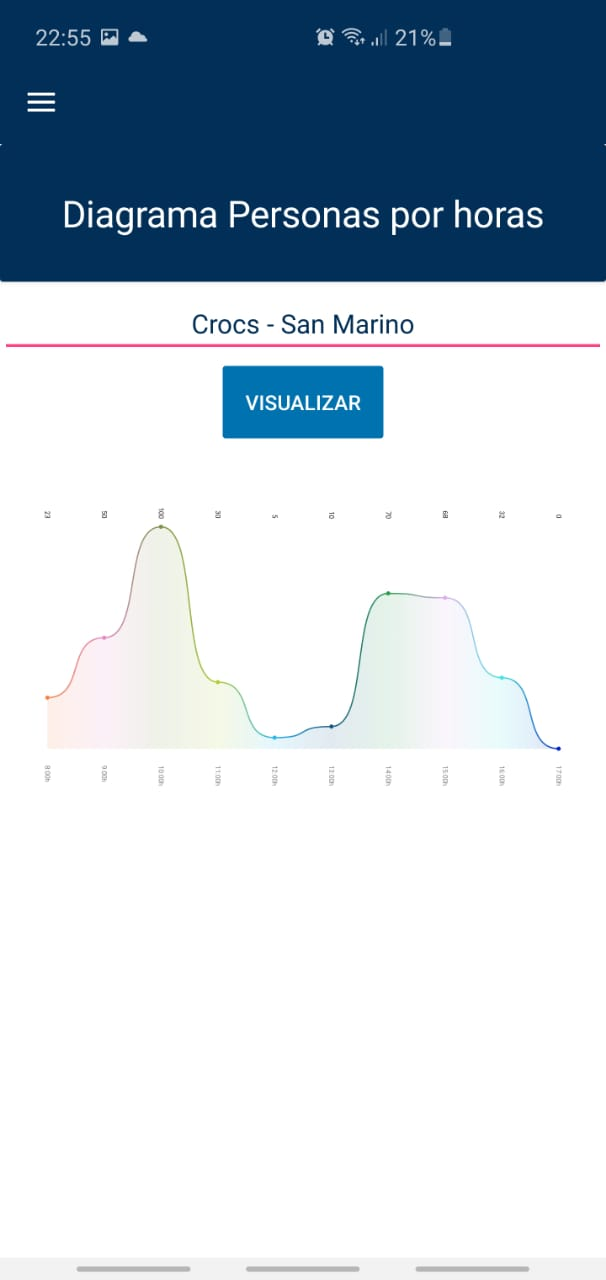 22:55 21%
Diagrama Personas por horas
Crocs - San Marino
VISUALIZAR
23 50 100 30 5 10 70 68 32 0
8:00h 9:00h 10:00h 11:00h 12:00h 13:00h 14:00h 15:00h 16:00h 17:00h